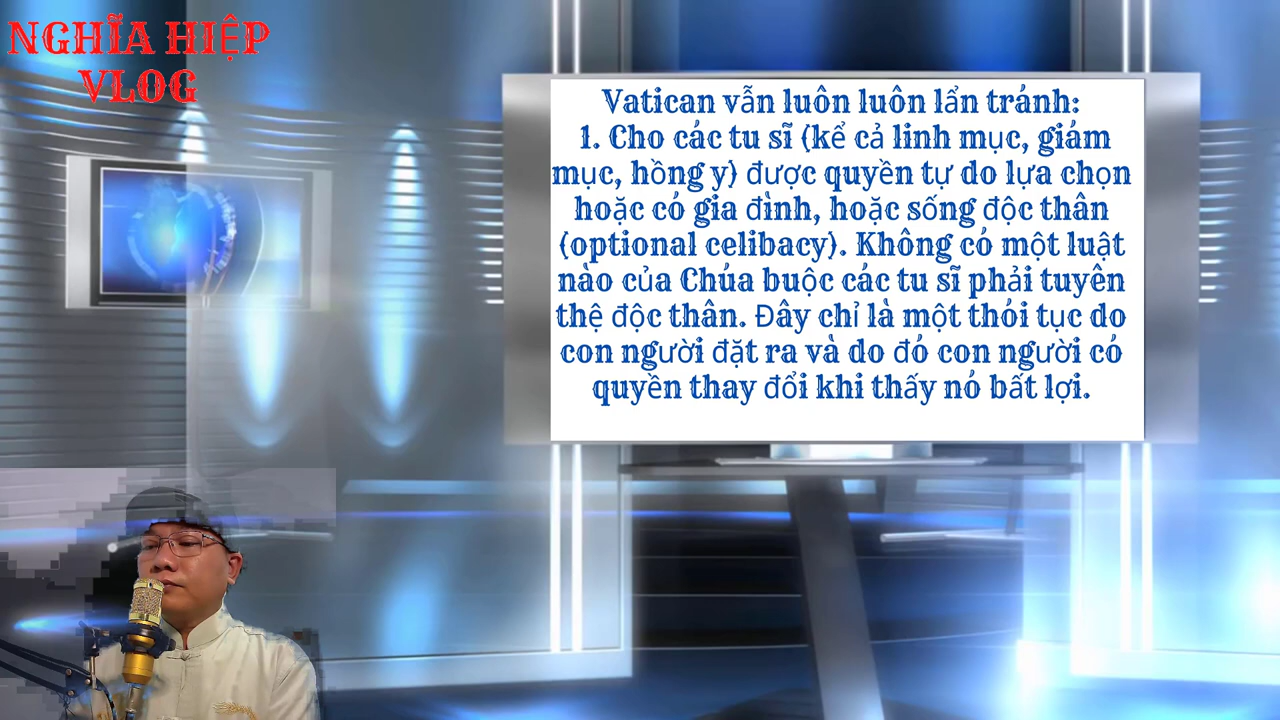 NGHĨA HIỆP
VLOG
Vatican vẫn luôn luôn lẩn tránh:
1. Cho các tu sĩ (kể cả linh mục, giám
mục, hồng y) được quyền tự do lựa chọn
hoặc có gia đình, hoặc sống độc thân
(optional celibacy). Không có một luật
nào của Chúa buộc các tu sĩ phải tuyên
thệ độc thân. Đây chỉ là một thói tục do
con người đặt ra và do đó con người có
quyền thay đổi khi thấy nó bất lợi.